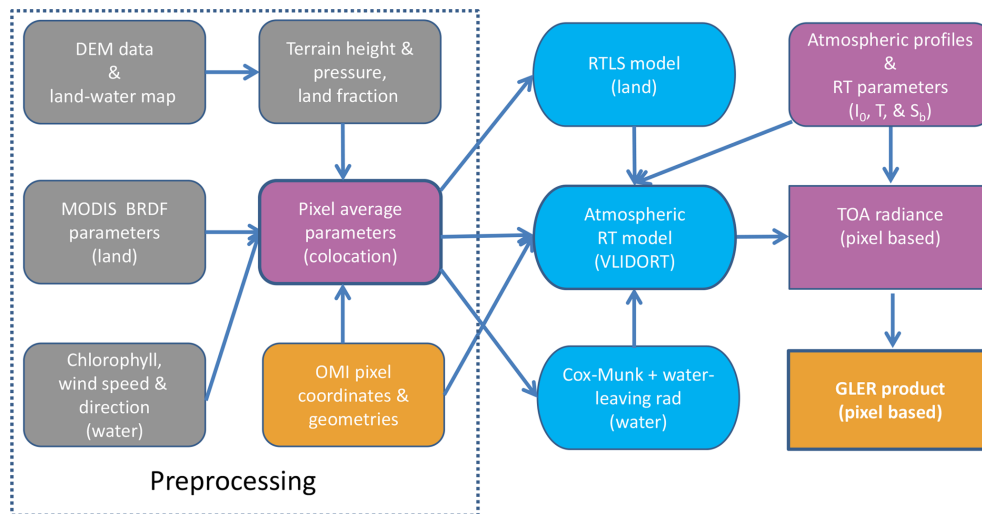 DEM data
&
land-water map
Terrain height &
pressure,
land fraction
RTLS model
(land)
Atmospheric profiles
&
RT parameters
(I0, T, & Sb)
MODIS BRDF
parameters
(land)
Pixel average
parameters
(colocation)
Atmospheric
RT model
(VLIDORT)
TOA radiance
(pixel based)
Chlorophyll,
wind speed &
direction
(water)
OMI pixel
coordinates &
geometries
Cox-Munk + water-
leaving rad
(water)
GLER product
(pixel based)
Preprocessing